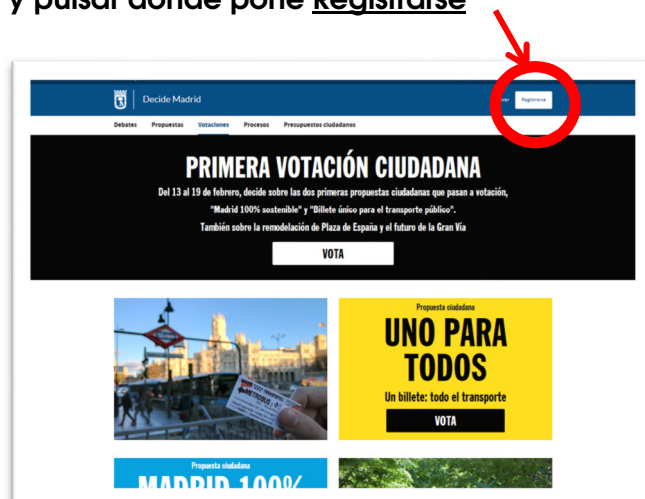 y pulsar donde pone Registrarse
Decide Madrid
Registrarse
Debates Propuestas Votaciones Procesos Presupuestos ciudadanos
PRIMERA VOTACIÓN CIUDADANA
Del 13 al 19 de febrero, decide sobre las dos primeras propuestas ciudadanas que pasan a votación,
"Madrid 100% sostenible" y "Billete único para el transporte público".
También sobre la remodelación de Plaza de España y el futuro de la Gran Vía
VOTA
METROBUS
Propuesta ciudadana
UNO PARA
TODOS
Un billete: todo el transporte
VOTA
Propuesta ciudadana
MADRID 100%